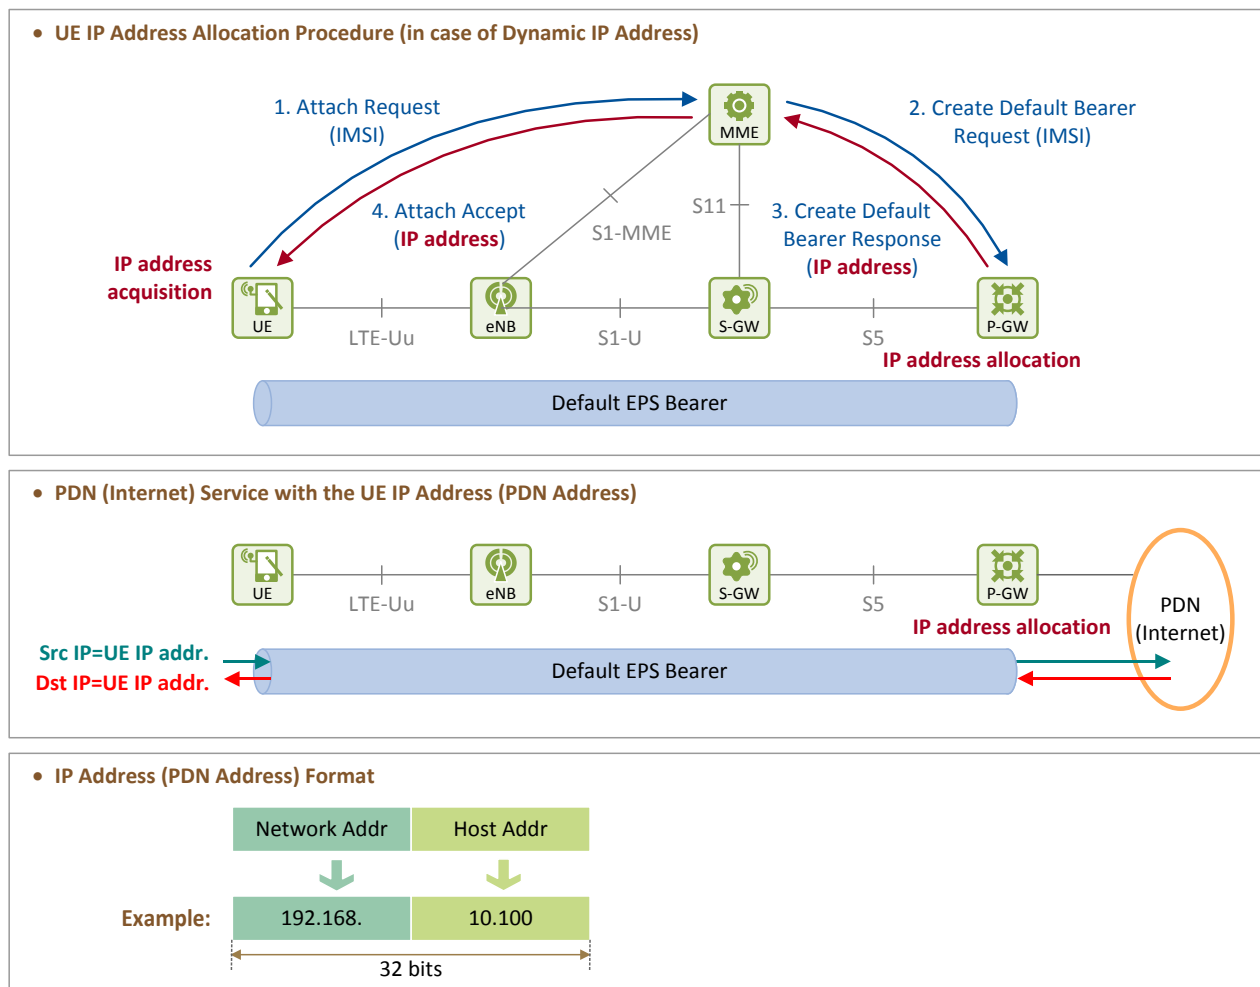 • UE IP Address Allocation Procedure (in case of Dynamic IP Address)
1. Attach Request
(IMSI)
MME
2. Create Default Bearer
Request (IMSI)
4. Attach Accept
(IP address)
S1-MME
S11
3. Create Default
Bearer Response
(IP address)
IP address
acquisition
UE
eNB
S-GW
P-GW
LTE-Uu
S1-U
S5
IP address allocation
Default EPS Bearer
• PDN (Internet) Service with the UE IP Address (PDN Address)
UE
eNB
S-GW
P-GW
LTE-Uu
S1-U
S5
PDN
(Internet)
IP address allocation
Src IP=UE IP addr.
Dst IP=UE IP addr.
Default EPS Bearer
• IP Address (PDN Address) Format
Network Addr
Host Addr
Example:
192.168.
10.100
32 bits